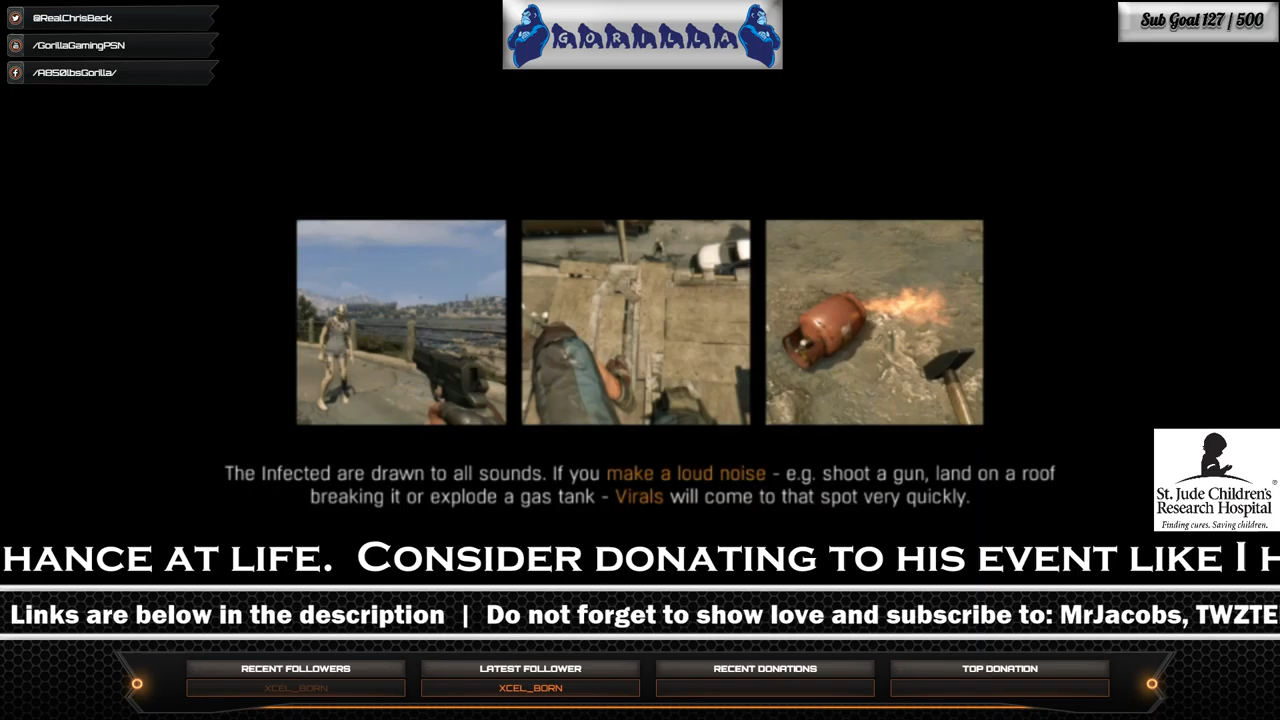 @RealChrisBeck
/GorillaGamingPSN
/A850lbsGorilla/
GORILLA
Sub Goal 127 / 500
The Infected are drawn to all sounds. If you make a loud noise - e.g. shoot a gun, land on a roof
breaking it or explode a gas tank - Virals will come to that spot very quickly.
St. Jude Children's
Research Hospital
®
Finding cures. Saving children.
HANCE AT LIFE. CONSIDER DONATING TO HIS EVENT LIKE I H
Links are below in the description | Do not forget to show love and subscribe to: MrJacobs, TWZTE
RECENT FOLLOWERS
LATEST FOLLOWER
RECENT DONATIONS
TOP DONATION
XCEL_BORN
XCEL_BORN